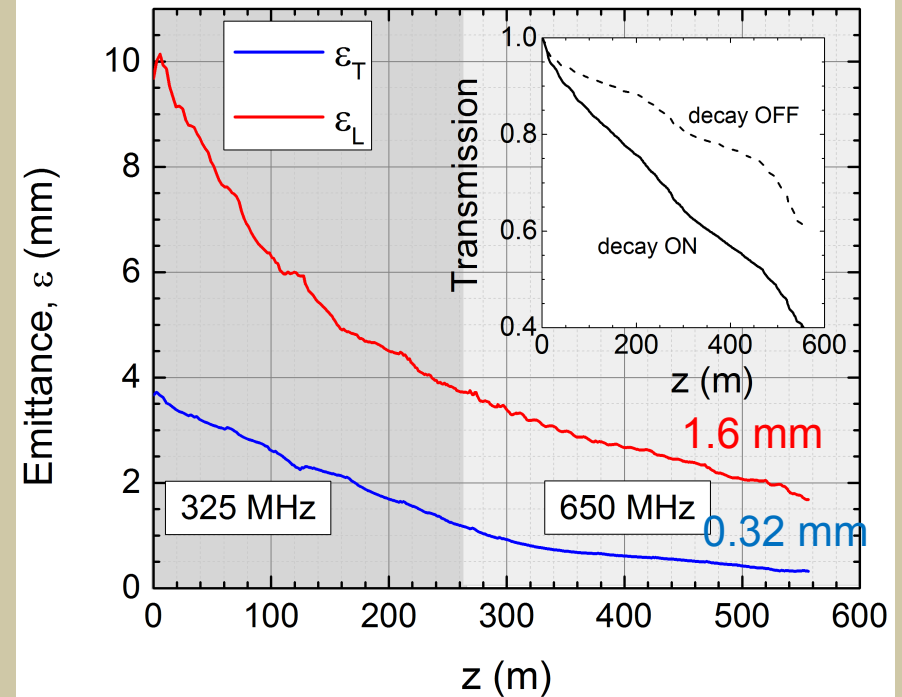 Emittance, ε (mm)
10
8
6
4
2
0
0 100 200 300 400 500 600
z (m)
ε_T
ε_L
325 MHz
650 MHz
1.6 mm
0.32 mm
Transmission
1.0
0.8
0.6
0.4
0 200 400 600
z (m)
decay OFF
decay ON